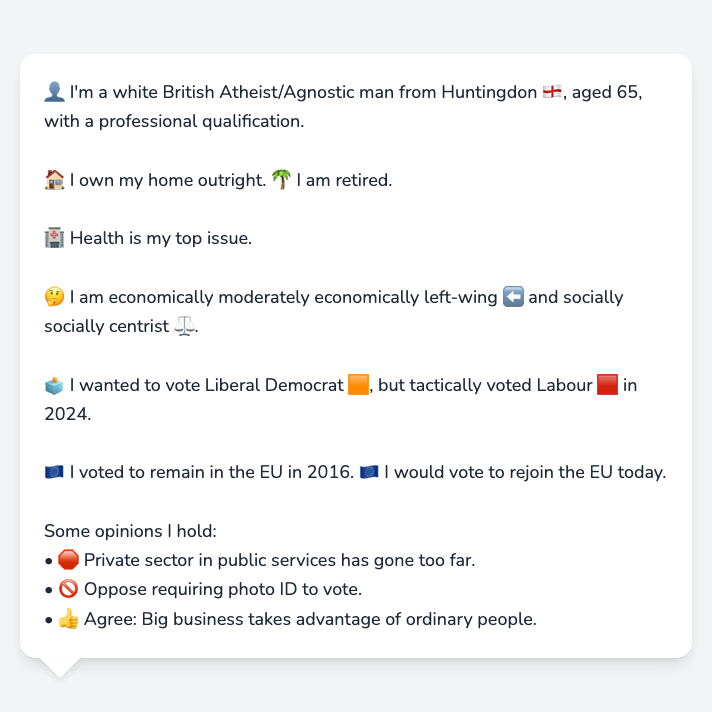 👤 I'm a white British Atheist/Agnostic man from Huntingdon 🏴󠁧󠁢󠁥󠁮󠁧󠁿, aged 65,
with a professional qualification.
🏠 I own my home outright. 🌴 I am retired.
🏥 Health is my top issue.
🤔 I am economically moderately economically left-wing ⬅️ and socially
socially centrist ⚖️.
🗳️ I wanted to vote Liberal Democrat 🟧, but tactically voted Labour 🟥 in
2024.
🇪🇺 I voted to remain in the EU in 2016. 🇪🇺 I would vote to rejoin the EU today.
Some opinions I hold:
• 🛑 Private sector in public services has gone too far.
• 🚫 Oppose requiring photo ID to vote.
• 👍 Agree: Big business takes advantage of ordinary people.